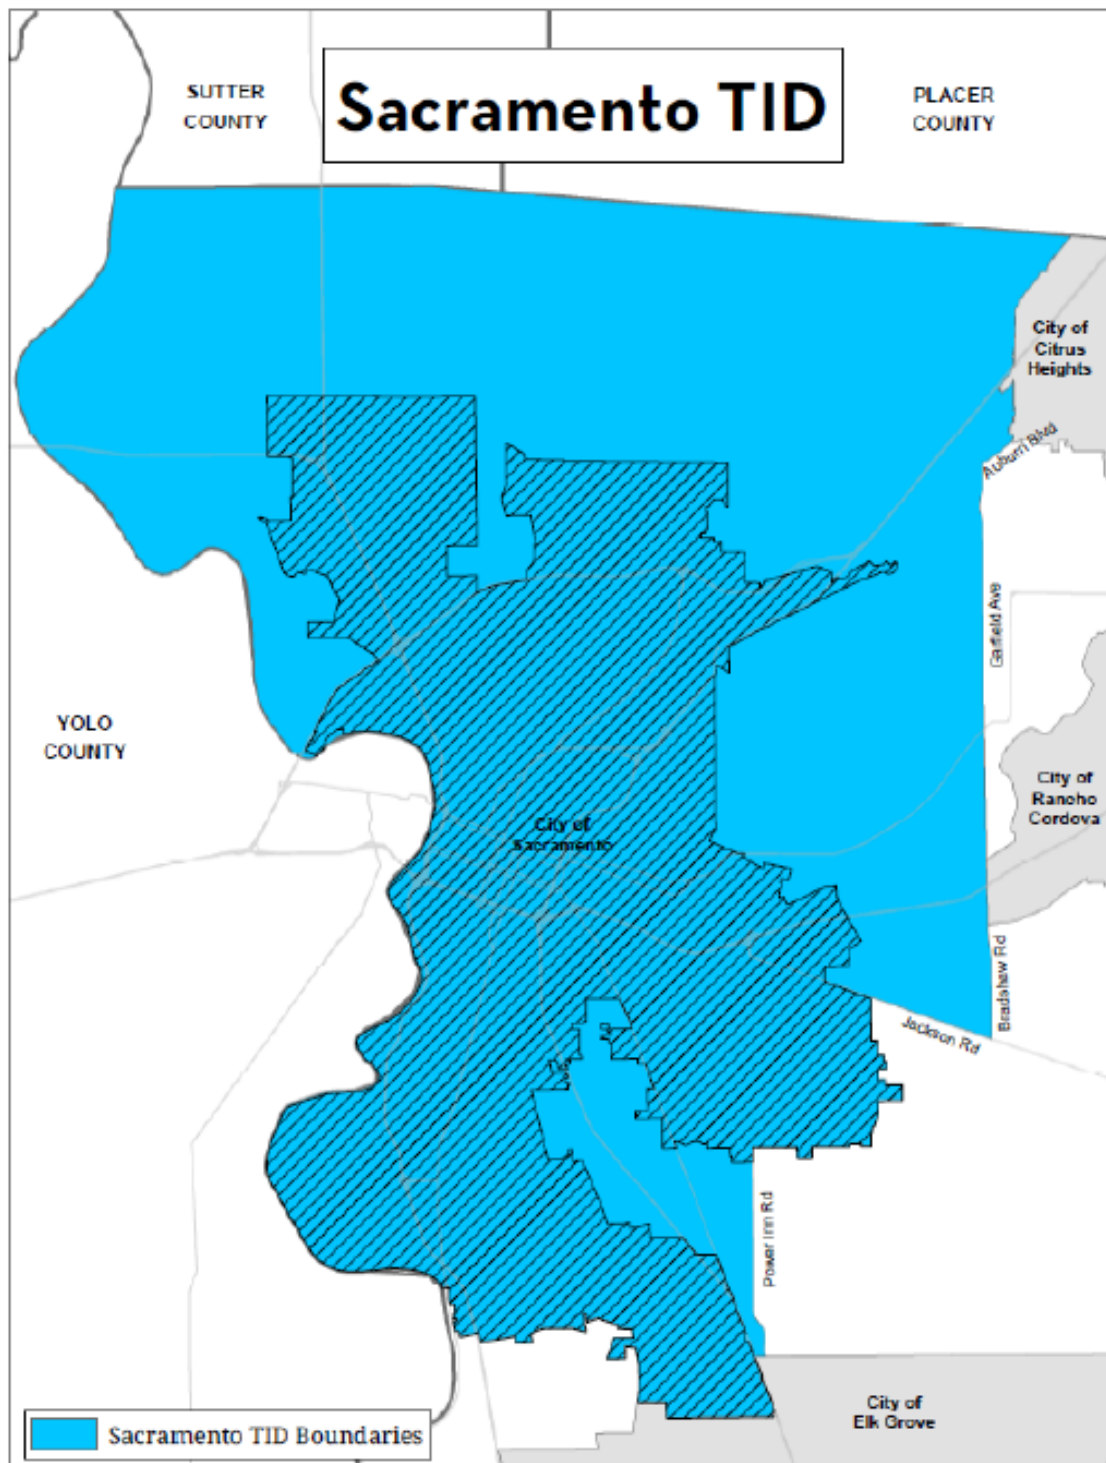 SUTTER
COUNTY
Sacramento TID
PLACER
COUNTY
City of
Citrus
Heights
Auburn Blvd
Garfield Ave
YOLO
COUNTY
City of
Rancho
Cordova
City of
Sacramento
Bradshaw Rd
Jackson Rd
Power Inn Rd
City of
Elk Grove
Sacramento TID Boundaries